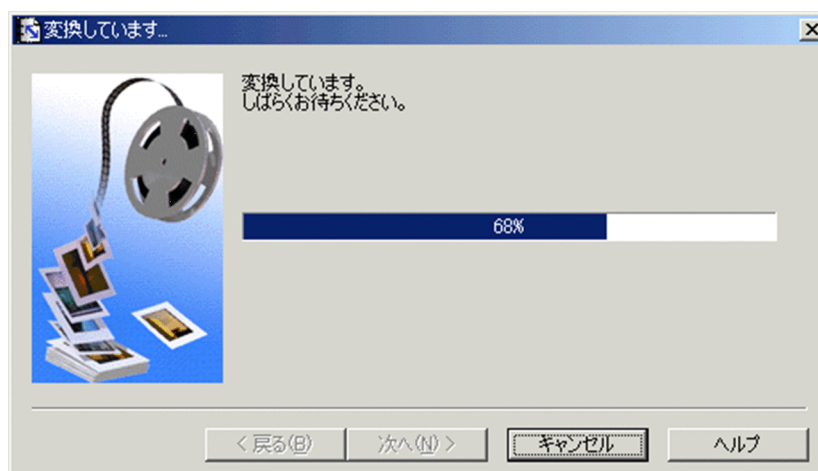 変換しています...
変換しています。
しばらくお待ちください。
68%
< 戻る(B)
次へ(N) >
キャンセル
ヘルプ